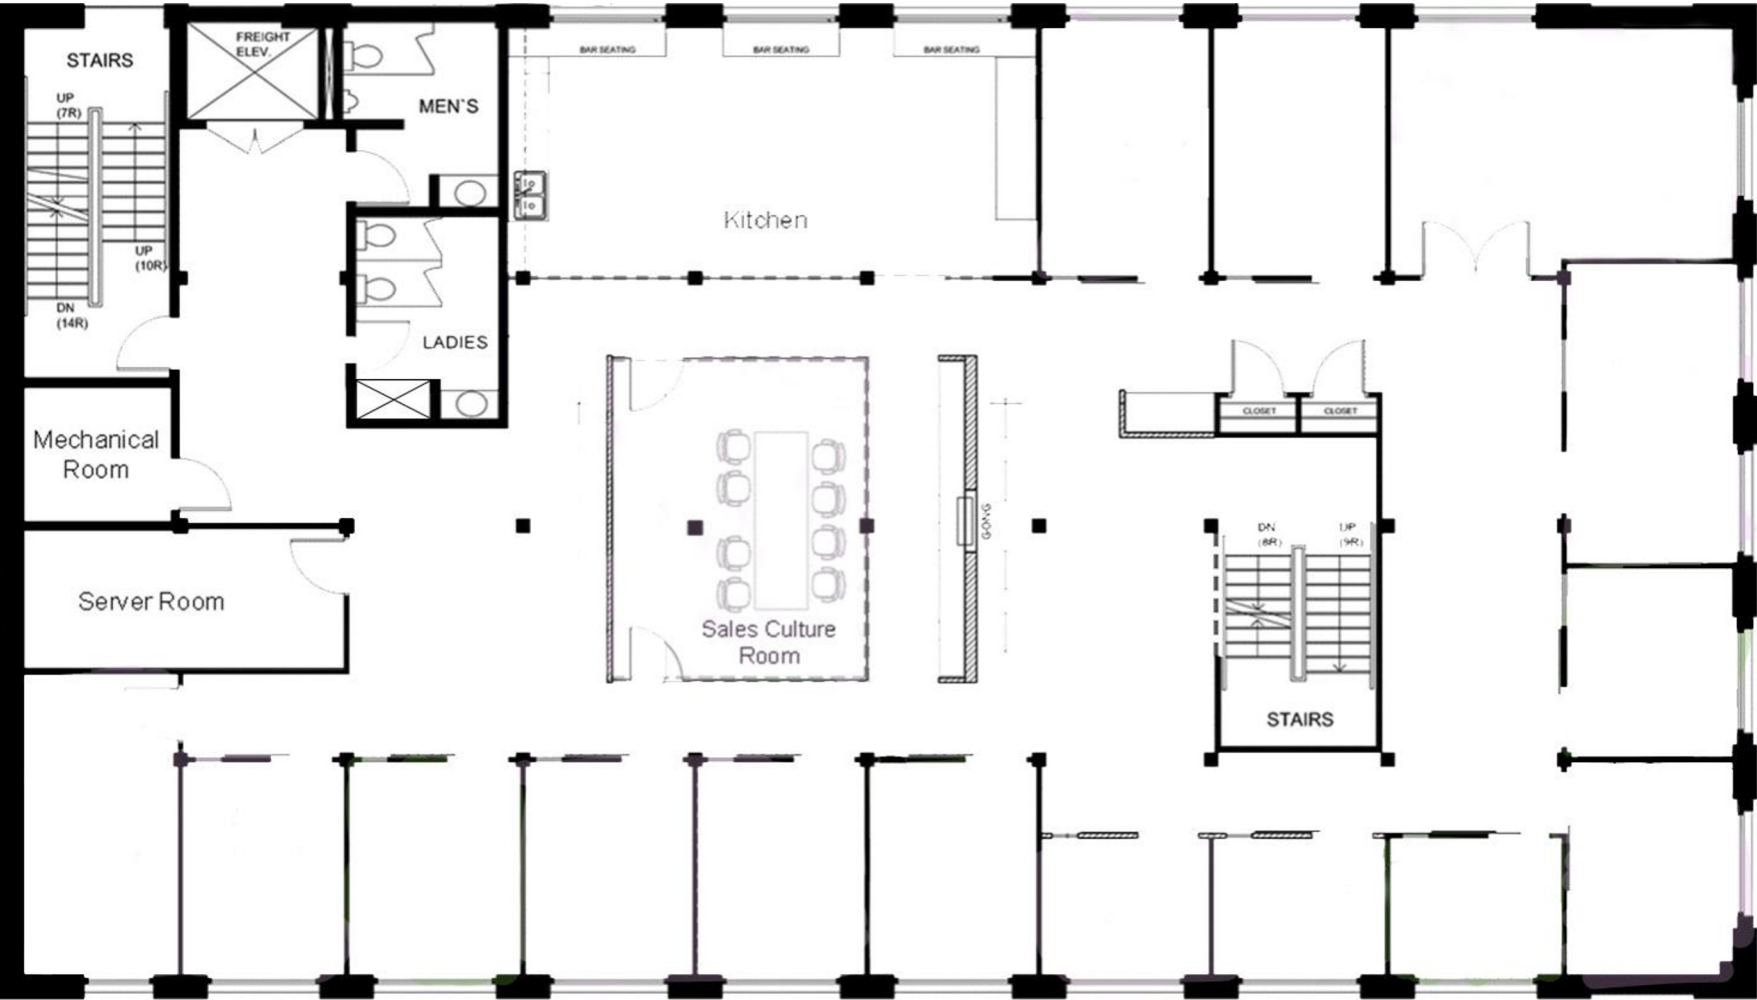 STAIRS
UP
(7R)
UP
(10R)
DN
(14R)
FREIGHT
ELEV.
MEN`S
LADIES
BAR SEATING
BAR SEATING
BAR SEATING
Kitchen
Mechanical
Room
Server Room
Sales Culture
Room
GONG
CLOSET
CLOSET
DN
(8R)
UP
(9R)
STAIRS